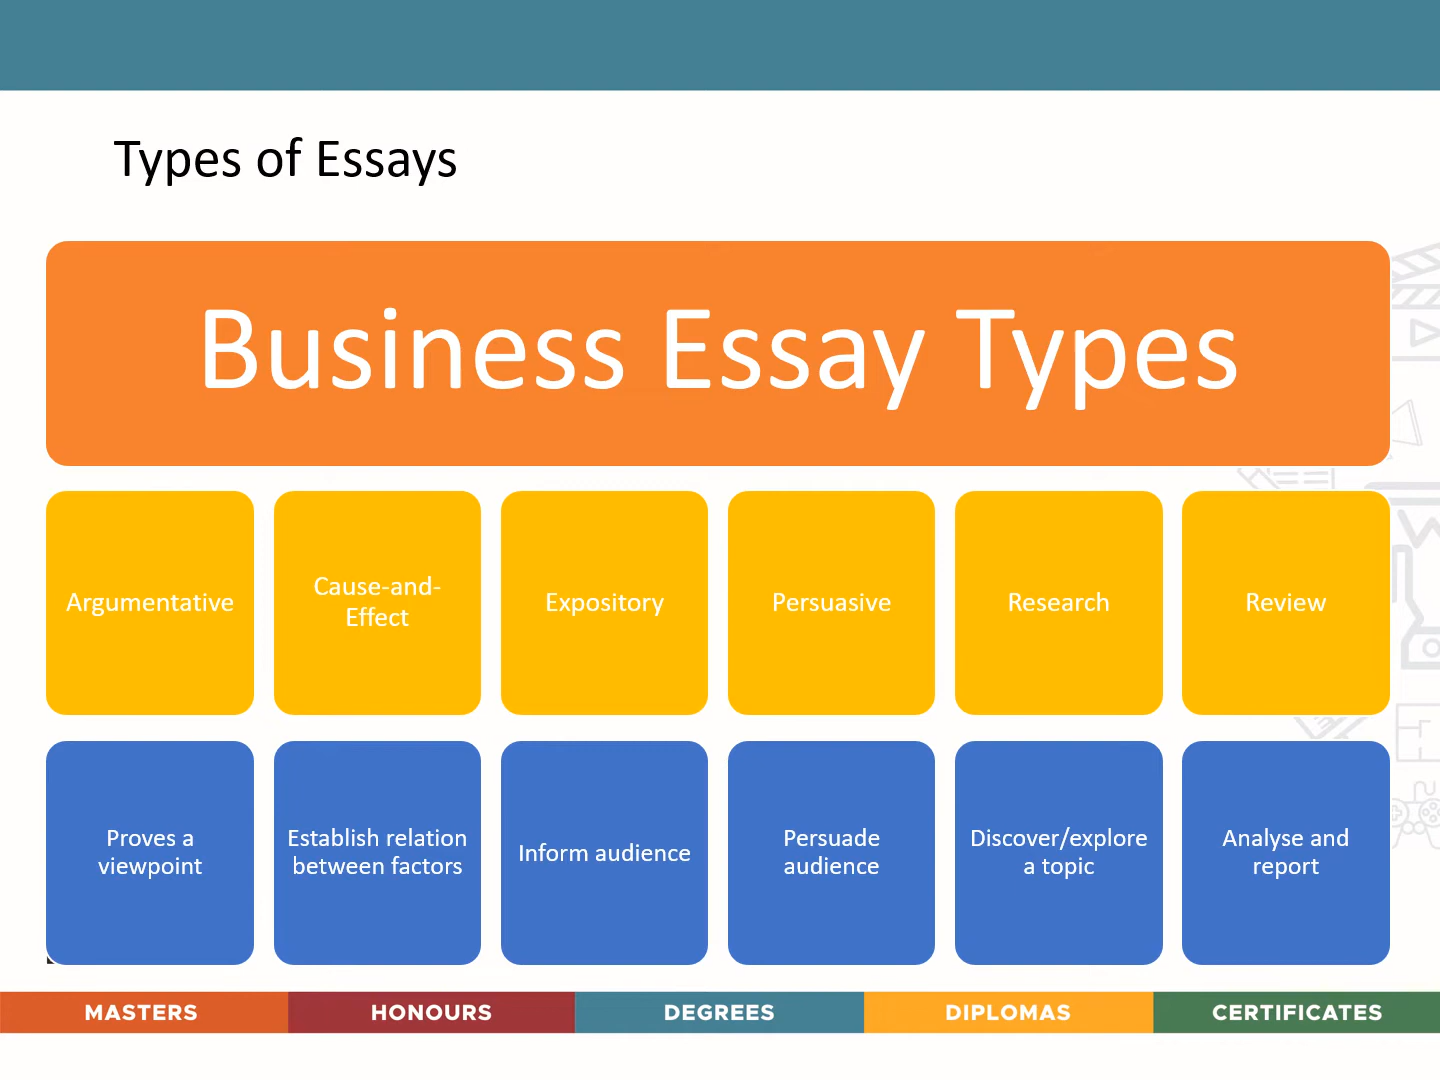 Types of Essays
Business Essay Types
Argumentative
Cause-and-
Effect
Expository
Persuasive
Research
Review
Proves a
viewpoint
Establish relation
between factors
Inform audience
Persuade
audience
Discover/explore
a topic
Analyse and
report
MASTERS
HONOURS
DEGREES
DIPLOMAS
CERTIFICATES